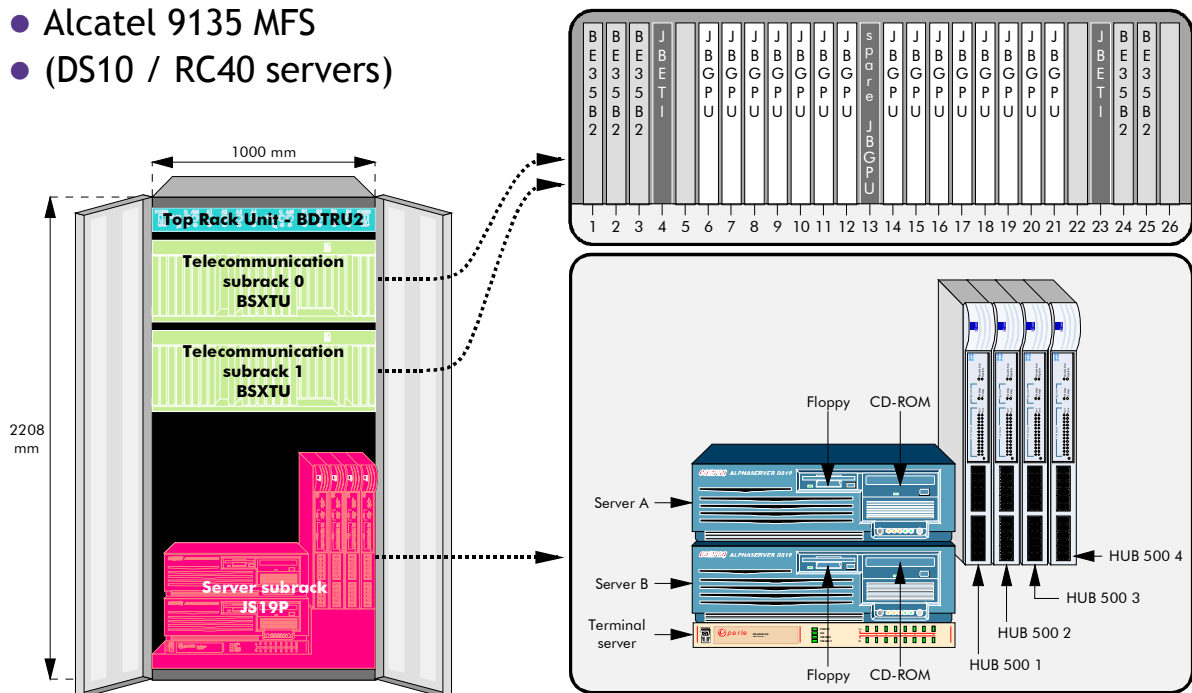 Alcatel 9135 MFS
(DS10 / RC40 servers)
BE35B2 BE35B2 BE35B2 JBETI JBGPU JBGPU JBGPU JBGPU JBGPU JBGPU JBGPU spare JBGPU JBGPU JBGPU JBGPU JBGPU JBGPU JBGPU JBGPU JBGPU JBETI BE35B2 BE35B2
1 2 3 4 5 6 7 8 9 10 11 12 13 14 15 16 17 18 19 20 21 22 23 24 25 26
1000 mm
Top Rack Unit - BDTRU2
Telecommunication
subrack 0
BSXTU
Telecommunication
subrack 1
BSXTU
2208
mm
Server subrack
JS19P
Floppy CD-ROM
ALPHASERVER DS10
Server A
ALPHASERVER DS10
Server B
Terminal
server
perle
HUB 500 4
HUB 500 3
HUB 500 2
HUB 500 1
Floppy CD-ROM